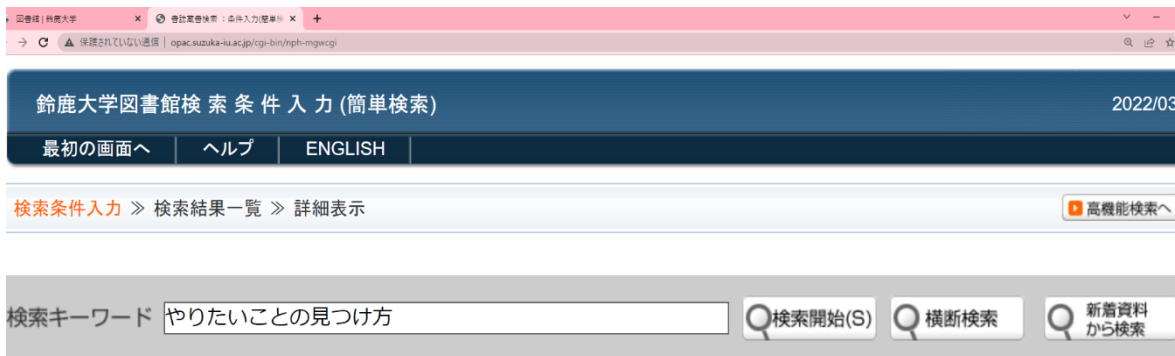 図書館 | 鈴鹿大学
書誌蔵書検索：条件入力(簡単検
保護されていない通信 | opac.suzuka-iu.ac.jp/cgi-bin/nph-mgwcgi
鈴鹿大学図書館検 索 条 件 入 力 (簡単検索)
2022/03
最初の画面へ
ヘルプ
ENGLISH
検索条件入力 ≫ 検索結果一覧 ≫ 詳細表示
高機能検索へ
検索キーワード
やりたいことの見つけ方
検索開始(S)
横断検索
新着資料
から検索